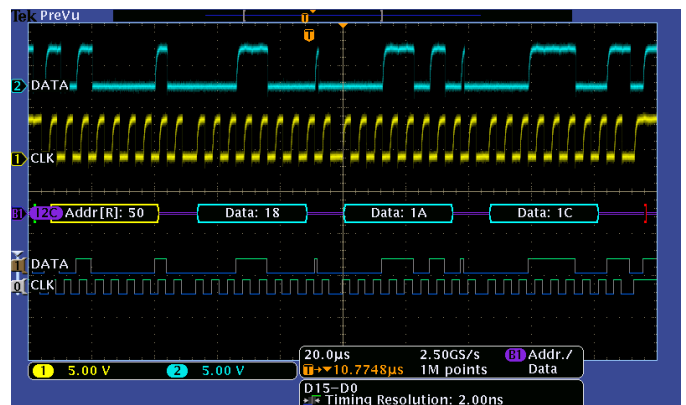 Tek PreVu
T
T
2 DATA
1 CLK
B1 I2C Addr[R]: 50 Data: 18 Data: 1A Data: 1C
1 DATA
0 CLK
1 5.00 V 2 5.00 V
20.0µs 2.50GS/s B1 Addr./
T→▼10.7748µs 1M points Data
D15-D0
Timing Resolution: 2.00ns